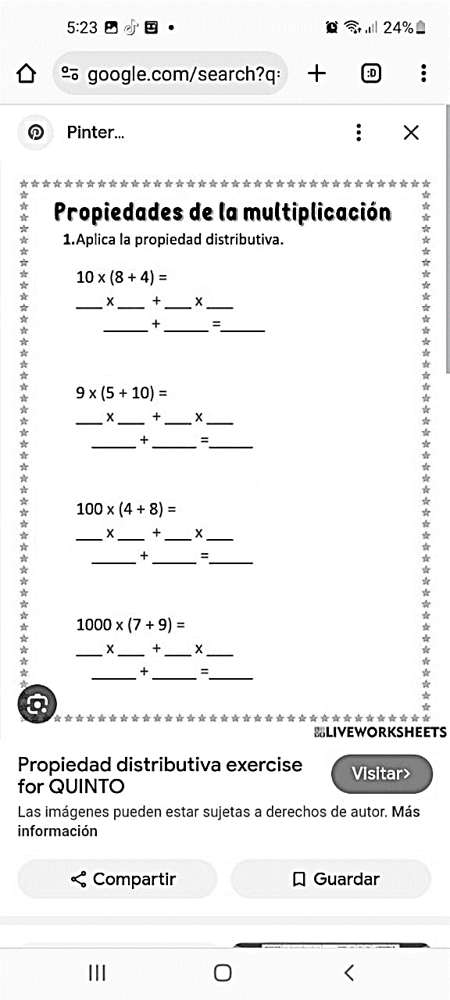 5:23
24%
google.com/search?q=
Pinter...
Propiedades de la multiplicación
1.Aplica la propiedad distributiva.
10 x (8 + 4) =
___ x ___ + ___ x ___
_____ + _____ = _____
9 x (5 + 10) =
___ x ___ + ___ x ___
_____ + _____ = _____
100 x (4 + 8) =
___ x ___ + ___ x ___
_____ + _____ = _____
1000 x (7 + 9) =
___ x ___ + ___ x ___
_____ + _____ = _____
LIVEWORKSHEETS
Propiedad distributiva exercise
for QUINTO
Visitar>
Las imágenes pueden estar sujetas a derechos de autor. Más
información
Compartir
Guardar